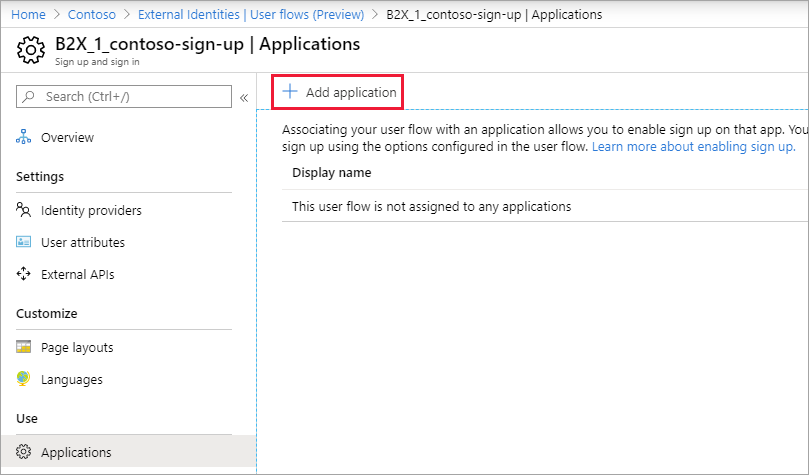 Home > Contoso > External Identities | User flows (Preview) > B2X_1_contoso-sign-up | Applications
B2X_1_contoso-sign-up | Applications
Sign up and sign in
Search (Ctrl+/)
«
Overview
Settings
Identity providers
User attributes
External APIs
Customize
Page layouts
Languages
Use
Applications
Add application
Associating your user flow with an application allows you to enable sign up on that app. You
sign up using the options configured in the user flow. Learn more about enabling sign up.
Display name
This user flow is not assigned to any applications